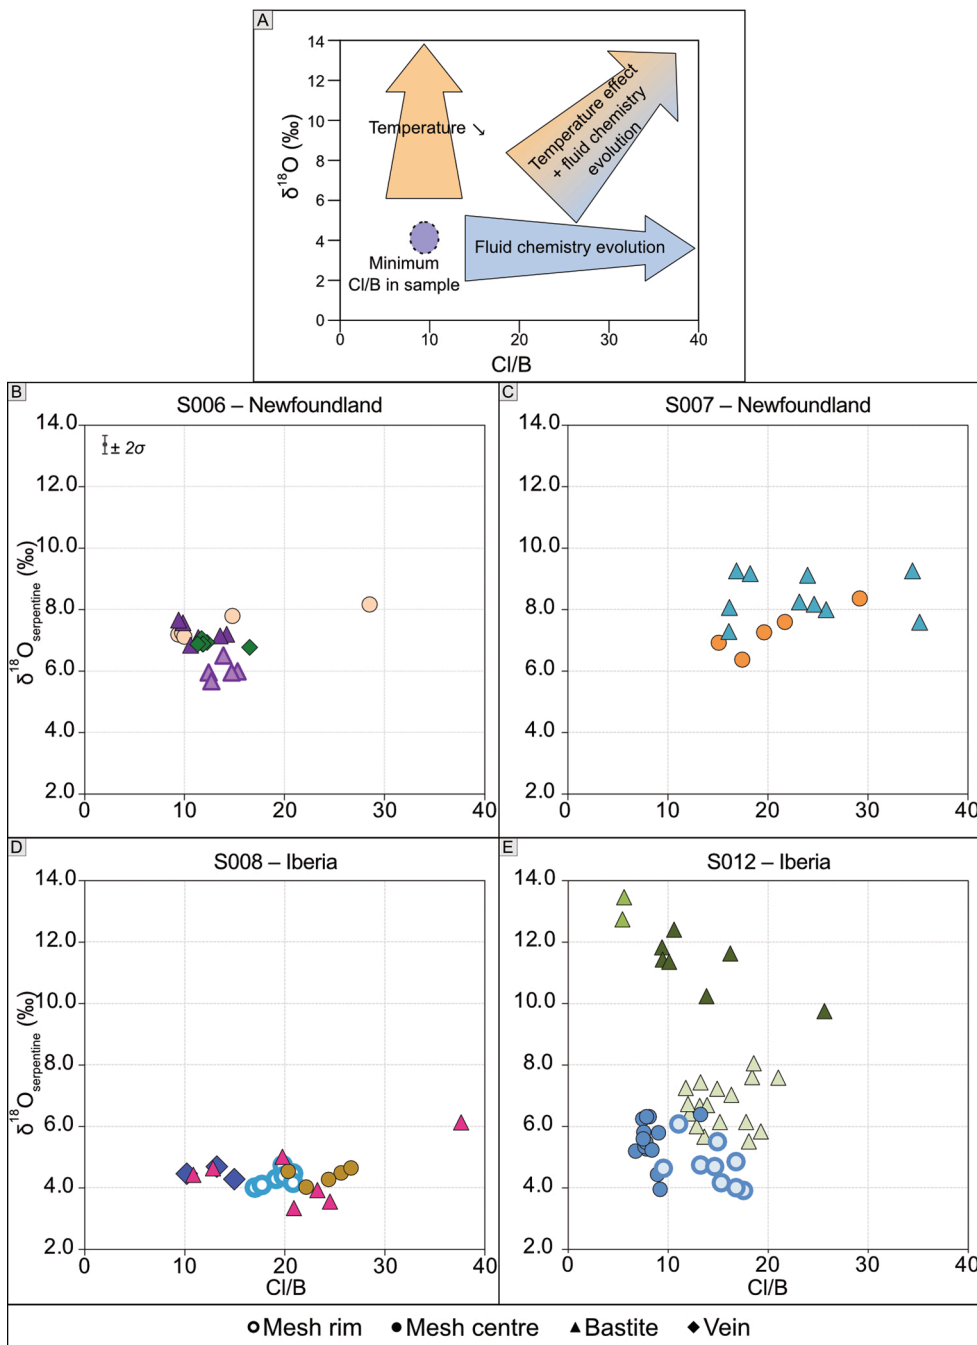 A
14
12
10
8
6
4
2
0
δ¹⁸O (‰)
Temperature ↘
Temperature effect
+ fluid chemistry
evolution
Minimum
Cl/B in sample
Fluid chemistry evolution
0 10 20 30 40
Cl/B
B
S006 – Newfoundland
14.0
± 2σ
12.0
10.0
8.0
6.0
4.0
2.0
δ¹⁸O serpentine (‰)
0 10 20 30 40
C
S007 – Newfoundland
14.0
12.0
10.0
8.0
6.0
4.0
2.0
0 10 20 30 40
D
S008 – Iberia
14.0
12.0
10.0
8.0
6.0
4.0
2.0
δ¹⁸O serpentine (‰)
0 10 20 30 40
Cl/B
E
S012 – Iberia
14.0
12.0
10.0
8.0
6.0
4.0
2.0
0 10 20 30 40
Cl/B
Mesh rim Mesh centre Bastite Vein